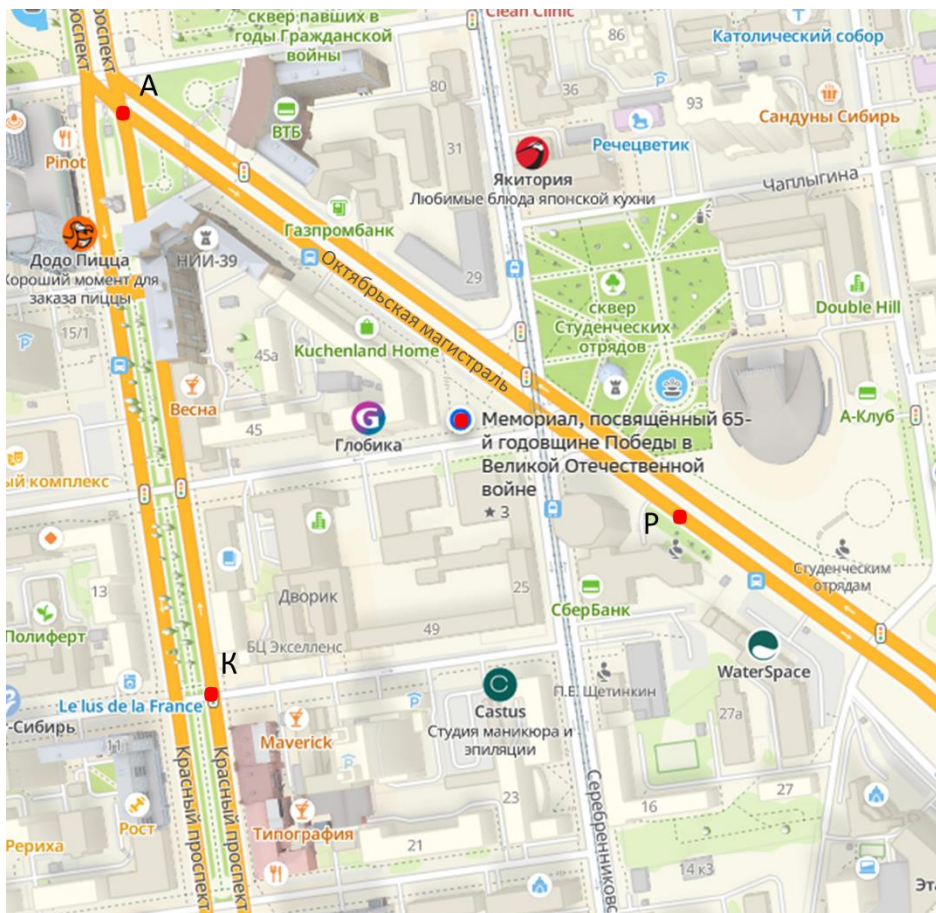 проспект
проспект
сквер павших в
годы Гражданской
войны
Clean Clinic
86
Католический собор
А
ВТБ
80
36
93
Сандуны Сибирь
Pinot
31
Речецветик
Якитория
Любимые блюда японской кухни
Чаплыгина
Газпромбанк
Додо Пицца
Хороший момент для
заказа пиццы
НИИ-39
Октябрьская магистраль
29
сквер
Студенческих
отрядов
Double Hill
15/1
45а
Kuchenland Home
Весна
45
Глобика
Мемориал, посвящённый 65-
й годовщине Победы в
Великой Отечественной
войне
★ 3
А-Клуб
ый комплекс
Р
Студенческим
отрядам
13
Дворик
25
СберБанк
Полиферт
49
БЦ Экселленс
К
WaterSpace
Le lus de la France
П.Е. Щетинкин
т-Сибирь
Castus
Студия маникюра и
эпиляции
27а
Maverick
11
Красный проспект
Красный проспект
Серебренниковс
Рост
Типография
23
16
27
Рериха
21
14 к3
Эта